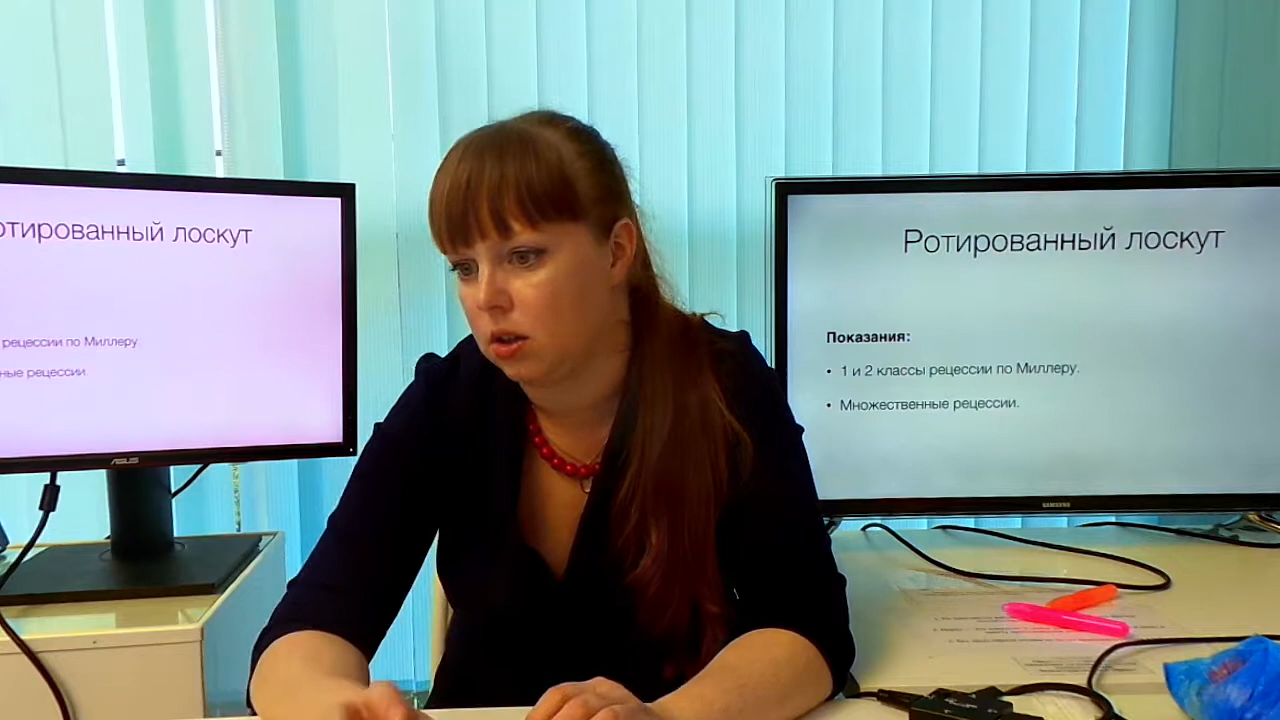 отированный лоскут
рецессии по Миллеру
ные рецессии.
ASUS
Ротированный лоскут
Показания:
• 1 и 2 классы рецессии по Миллеру.
• Множественные рецессии.
SAMSUNG